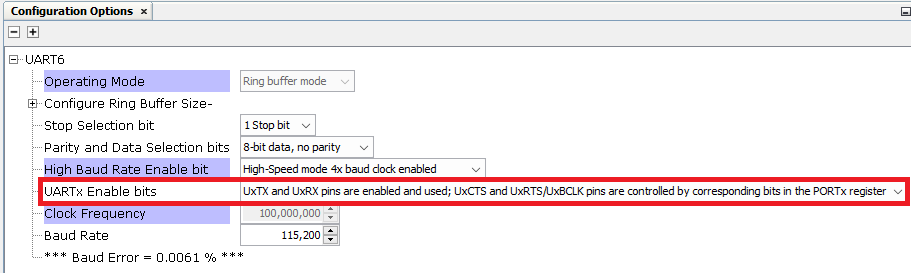 Configuration Options
UART6
Operating Mode Ring buffer mode
Configure Ring Buffer Size-
Stop Selection bit 1 Stop bit
Parity and Data Selection bits 8-bit data, no parity
High Baud Rate Enable bit High-Speed mode 4x baud clock enabled
UARTx Enable bits UxTX and UxRX pins are enabled and used; UxCTS and UxRTS/UxBCLK pins are controlled by corresponding bits in the PORTx register
Clock Frequency 100,000,000
Baud Rate 115,200
*** Baud Error = 0.0061 % ***